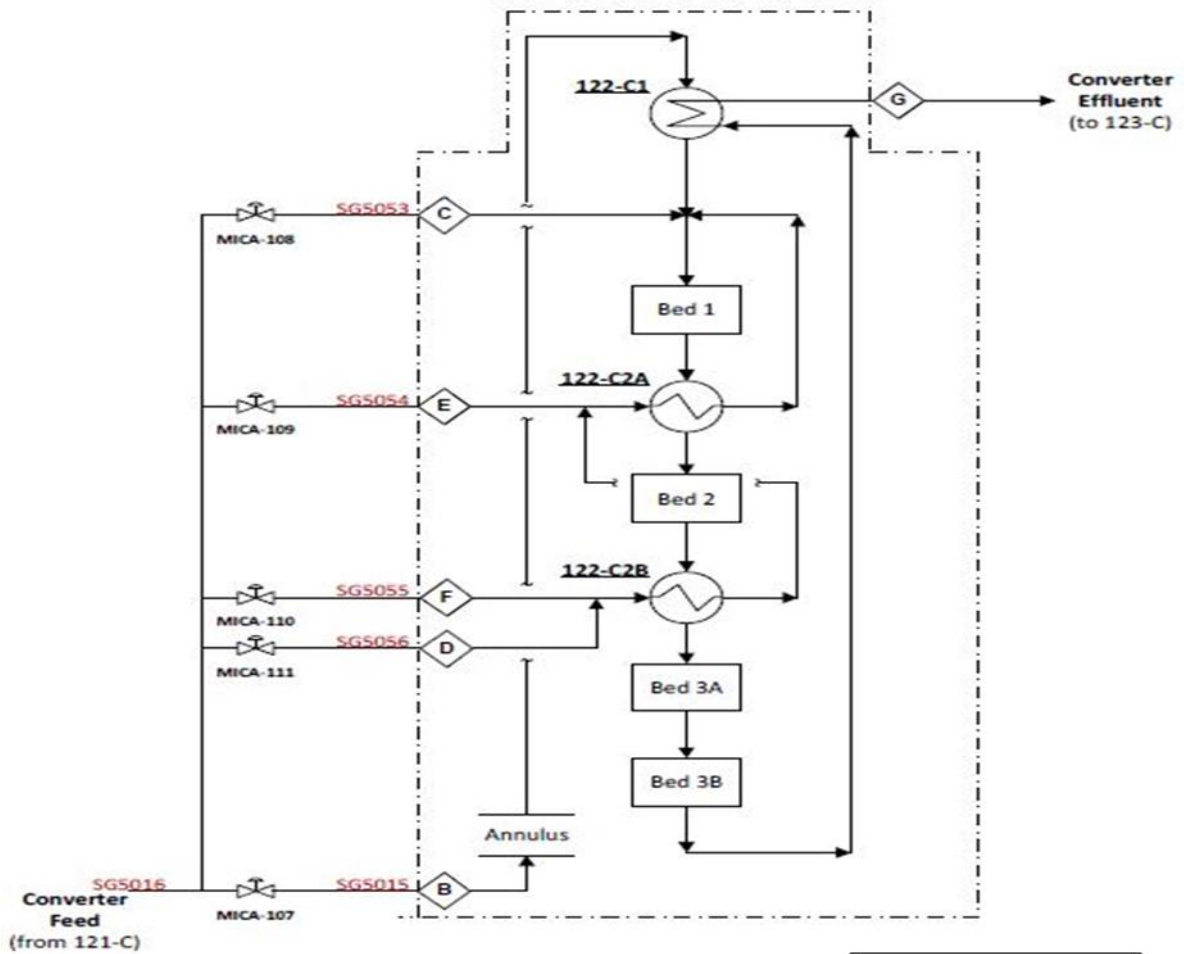 122-C1
G
Converter
Effluent
(to 123-C)
SG5053
C
MICA-108
Bed 1
122-C2A
SG5054
E
MICA-109
Bed 2
122-C2B
SG5055
F
MICA-110
SG5056
D
MICA-111
Bed 3A
Bed 3B
Annulus
SG5016
SG5015
B
Converter
Feed
(from 121-C)
MICA-107